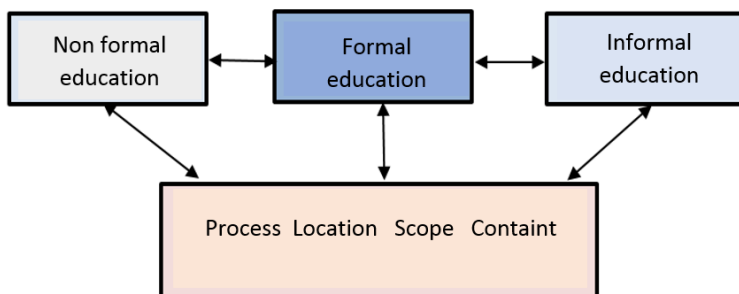 Non formal
education
Formal
education
Informal
education
Process Location Scope Containt